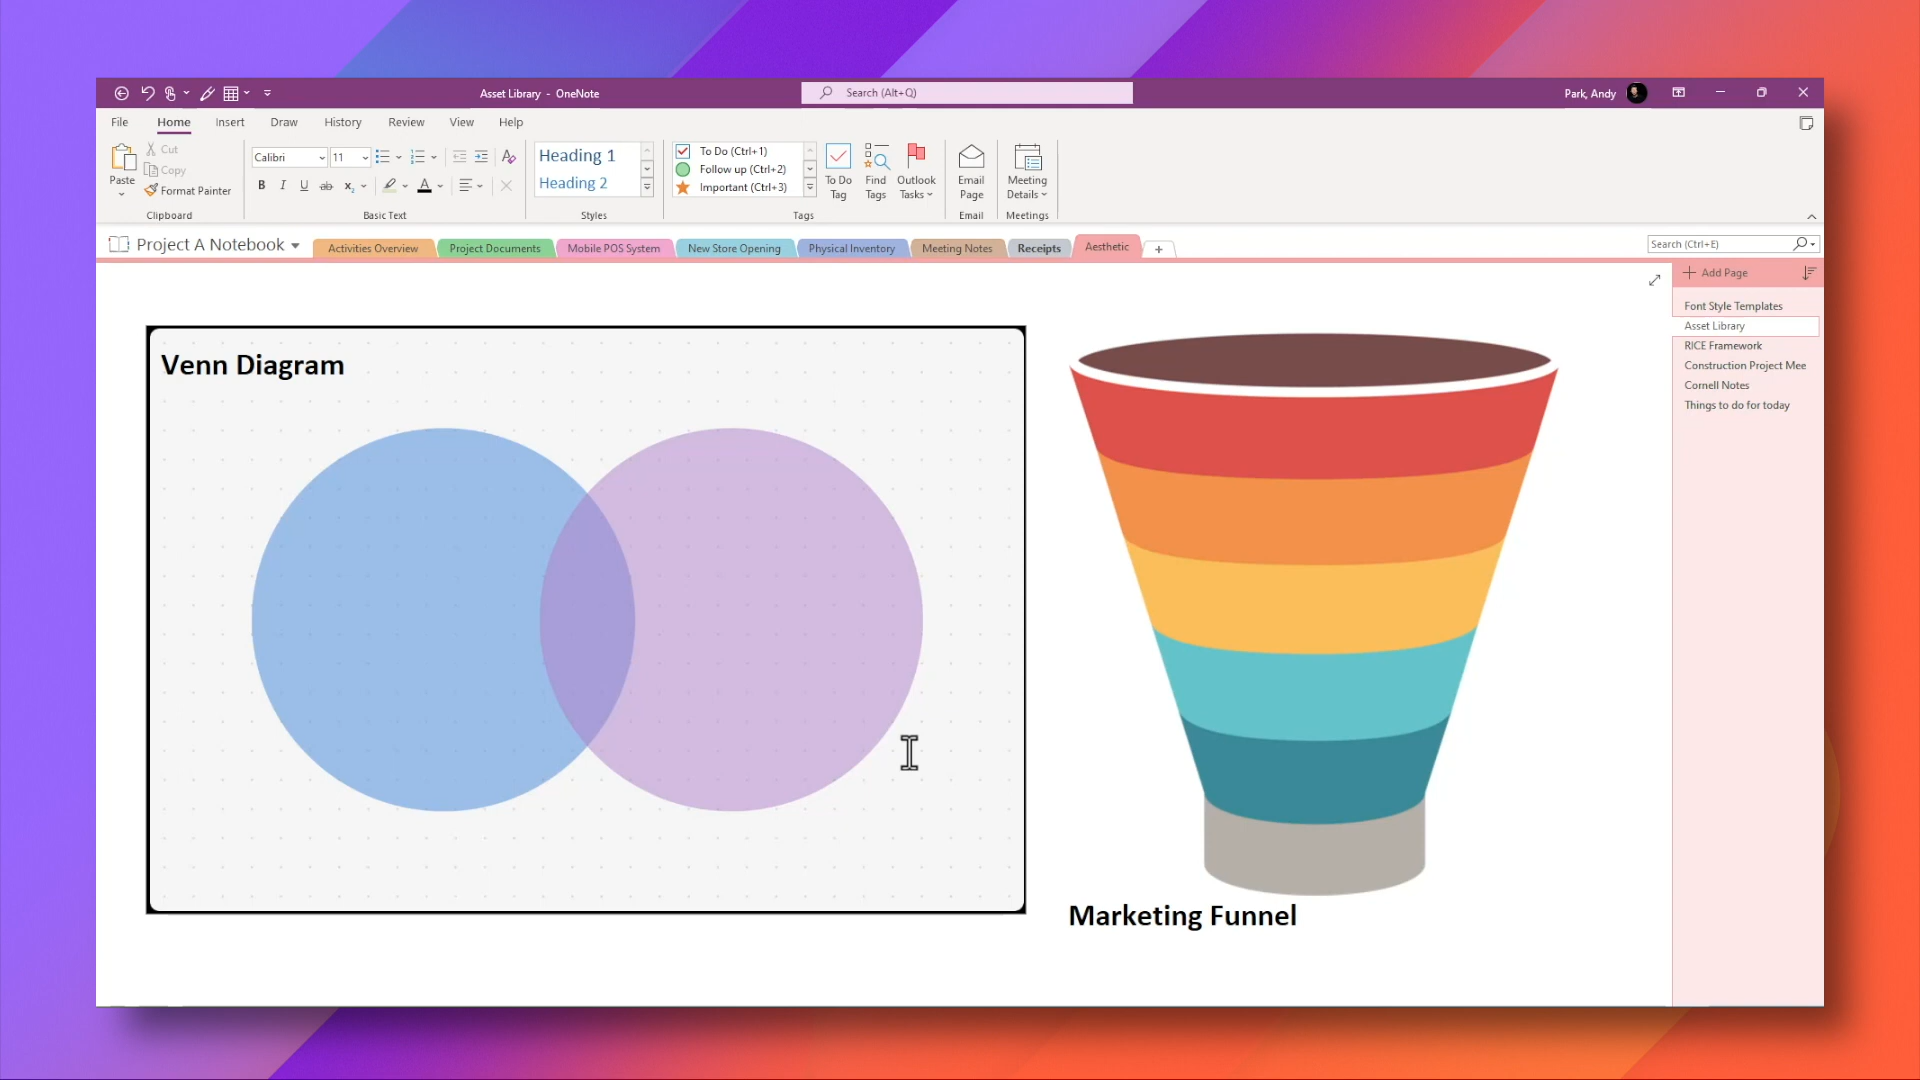 Asset Library - OneNote
Search (Alt+Q)
Park, Andy
File Home Insert Draw History Review View Help
Paste
Cut
Copy
Format Painter
Clipboard
Calibri 11
B I U ab x₂ A
Basic Text
Heading 1
Heading 2
Styles
To Do (Ctrl+1)
Follow up (Ctrl+2)
Important (Ctrl+3)
To Do
Tag
Find
Tags
Outlook
Tasks
Tags
Email
Page
Email
Meeting
Details
Meetings
Project A Notebook
Activities Overview Project Documents Mobile POS System New Store Opening Physical Inventory Meeting Notes Receipts Aesthetic +
Search (Ctrl+E)
Add Page
Font Style Templates
Asset Library
RICE Framework
Construction Project Mee
Cornell Notes
Things to do for today
Venn Diagram
Marketing Funnel